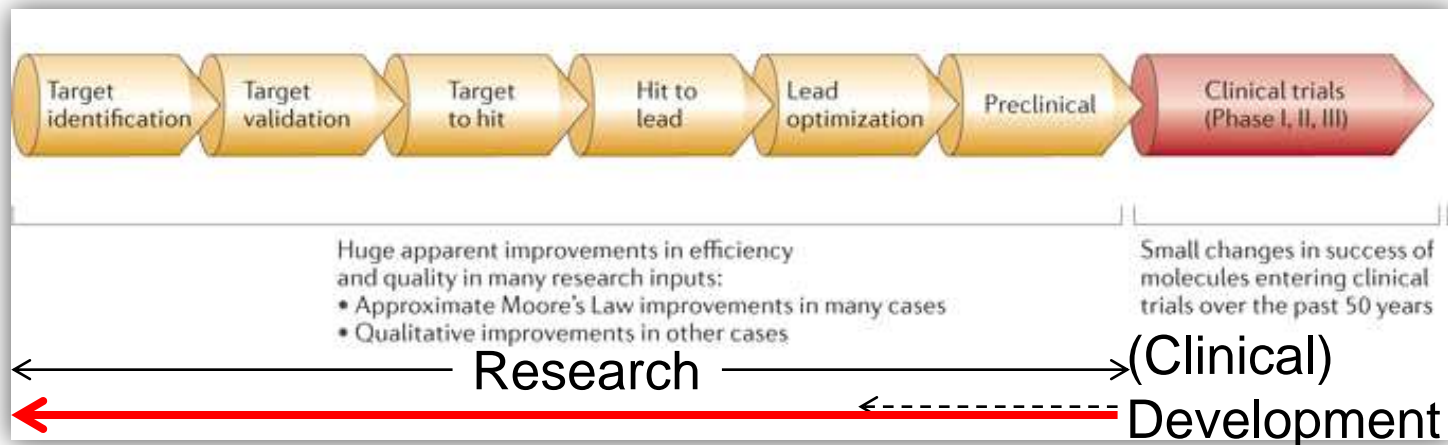 Target
identification
Target
validation
Target
to hit
Hit to
lead
Lead
optimization
Preclinical
Clinical trials
(Phase I, II, III)
Huge apparent improvements in efficiency
and quality in many research inputs:
• Approximate Moore's Law improvements in many cases
• Qualitative improvements in other cases
Small changes in success of
molecules entering clinical
trials over the past 50 years
Research
(Clinical)
Development